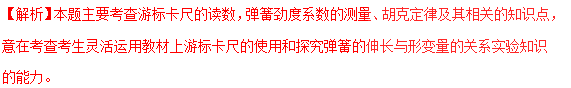 【解析】本题主要考查游标卡尺的读数，弹簧劲度系数的测量、胡克定律及其相关的知识点，
意在考查考生灵活运用教材上游标卡尺的使用和探究弹簧的伸长与形变量的关系实验知识
的能力。